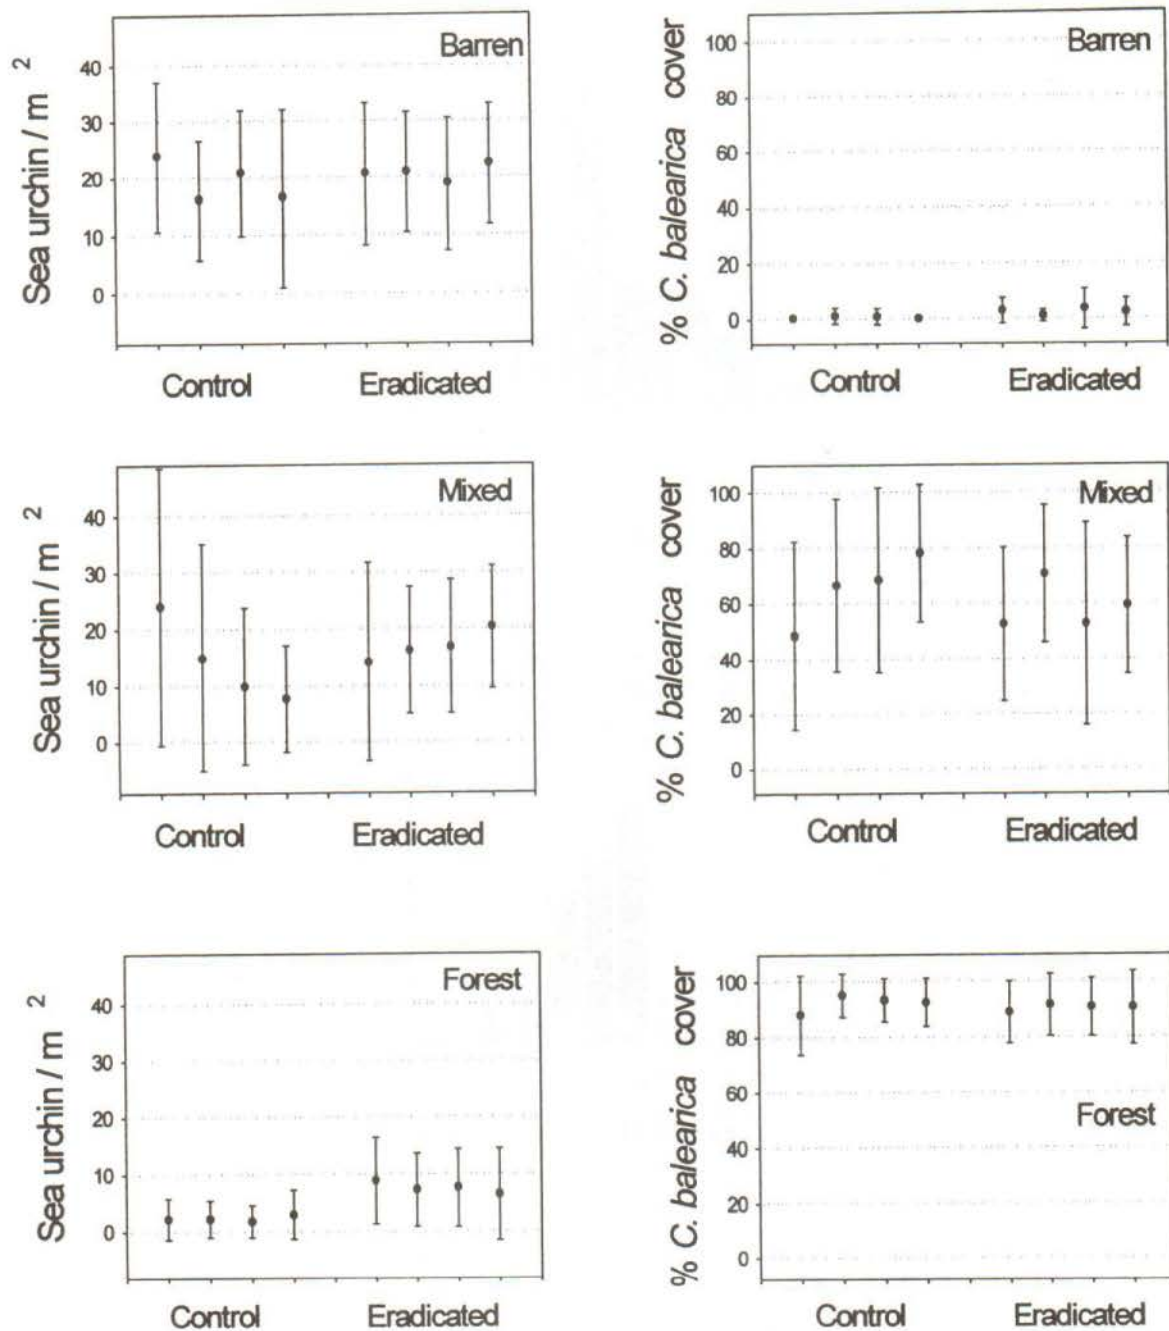 Sea urchin / m 2
Barren
40
30
20
10
0
Control Eradicated
% C. balearica cover
Barren
100
80
60
40
20
0
Control Eradicated
Sea urchin / m 2
Mixed
40
30
20
10
0
Control Eradicated
% C. balearica cover
Mixed
100
80
60
40
20
0
Control Eradicated
Sea urchin / m 2
Forest
40
30
20
10
0
Control Eradicated
% C. balearica cover
100
80
60
Forest
40
20
0
Control Eradicated